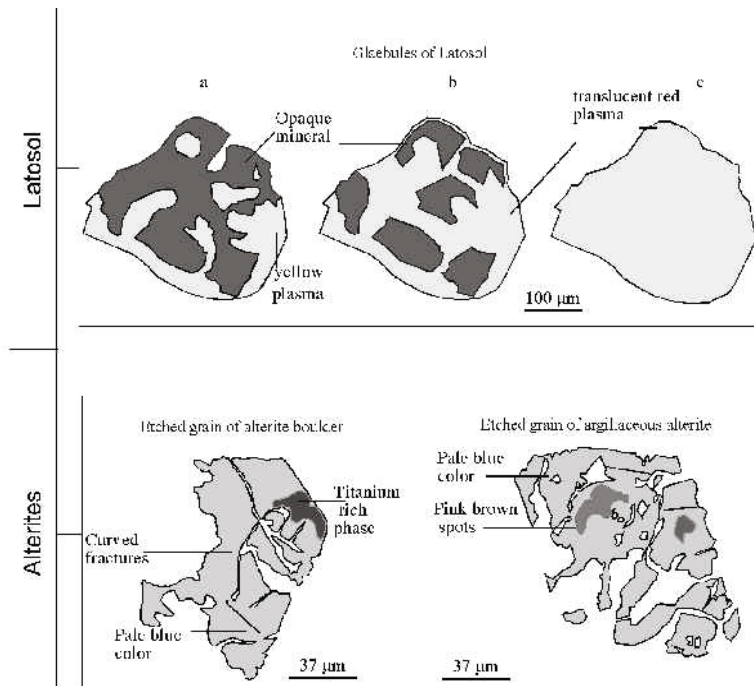 Glaebules of Latosol
a
b
c
Opaque
mineral
translucent red
plasma
yellow
plasma
100 µm
Latosol
Etched grain of alterite boulder
Etched grain of argillaceous alterite
Titanium
rich
phase
Curved
fractures
Pale blue
color
37 µm
Pale blue
color
Pink brown
spots
37 µm
Alterites